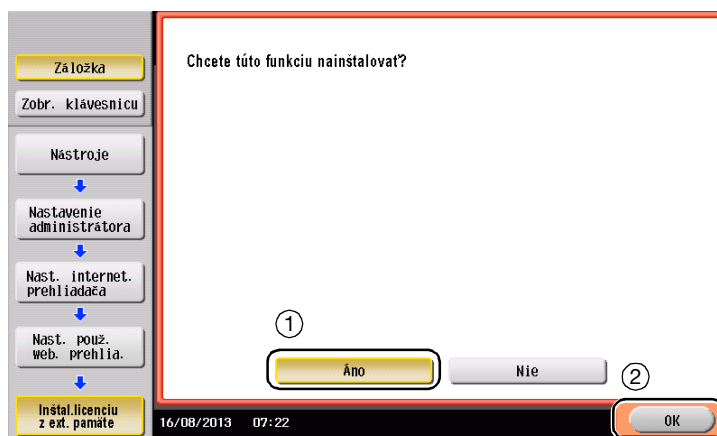 Záložka
Zobr. klávesnicu
Nástroje
Nastavenie
administrátora
Nast. internet.
prehliadača
Nast. použ.
web. prehlia.
Inštal.licenciu
z ext. pamäte
Chcete túto funkciu nainštalovať?
1
Áno
Nie
2
16/08/2013 07:22
OK